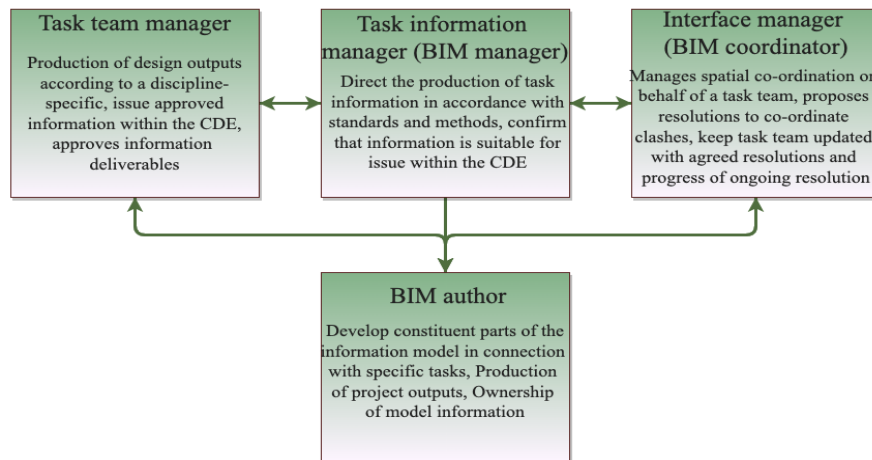 Task team manager
Production of design outputs
according to a discipline-
specific, issue approved
information within the CDE,
approves information
deliverables
Task information
manager (BIM manager)
Direct the production of task
information in accordance with
standards and methods, confirm
that information is suitable for
issue within the CDE
Interface manager
(BIM coordinator)
Manages spatial co-ordination on
behalf of a task team, proposes
resolutions to co-ordinate
clashes, keep task team updated
with agreed resolutions and
progress of ongoing resolution
BIM author
Develop constituent parts of the
information model in connection
with specific tasks, Production
of project outputs, Ownership
of model information